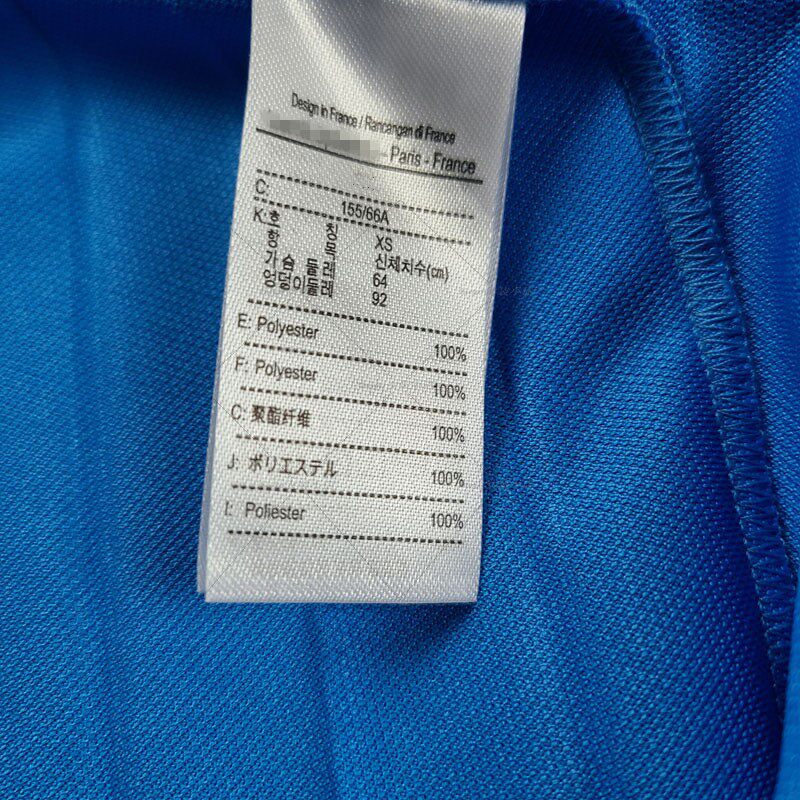 Design in France / Rancangan di France
- Paris - France
C:
155/66A
K:호 칭 XS
항 목 신체치수(cm)
가슴 둘레 64
엉덩이둘레 92
E: Polyester 100%
F: Polyester 100%
C: 聚酯纤维 100%
J: ポリエステル 100%
I: Poliester 100%